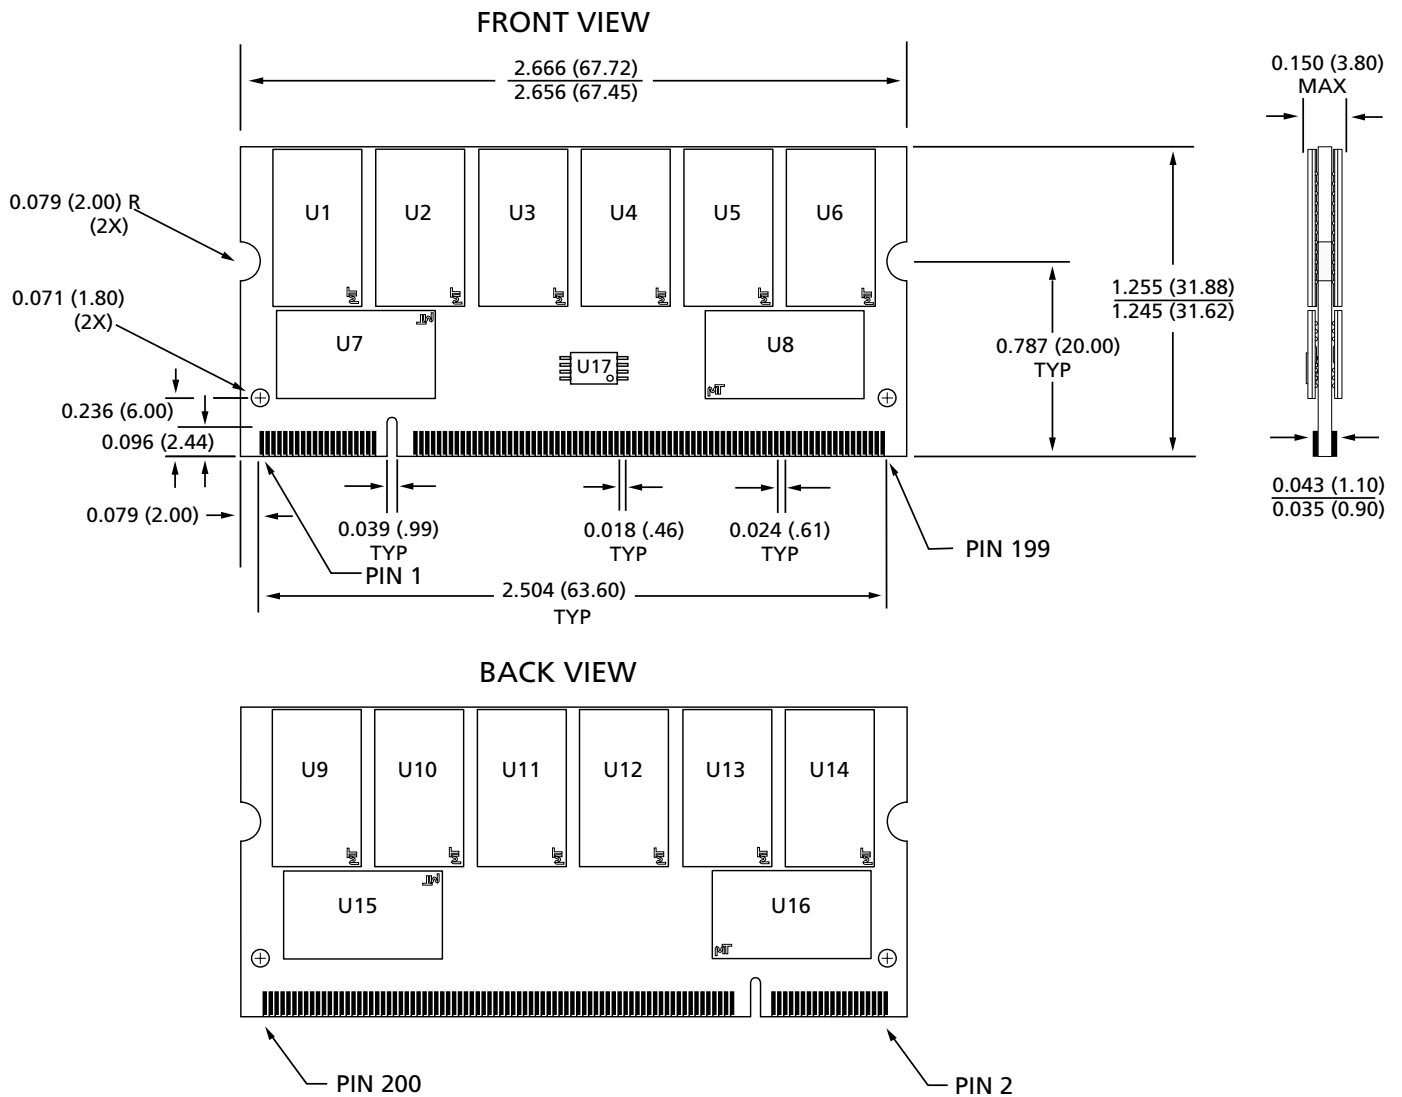 FRONT VIEW
2.666 (67.72)
2.656 (67.45)
0.150 (3.80)
MAX
U1
U2
U3
U4
U5
U6
0.079 (2.00) R
(2X)
0.071 (1.80)
(2X)
1.255 (31.88)
1.245 (31.62)
U7
U17
U8
0.787 (20.00)
TYP
0.236 (6.00)
0.096 (2.44)
0.079 (2.00)
0.039 (.99)
TYP
0.018 (.46)
TYP
0.024 (.61)
TYP
0.043 (1.10)
0.035 (0.90)
PIN 199
PIN 1
2.504 (63.60)
TYP
BACK VIEW
U9
U10
U11
U12
U13
U14
U15
U16
PIN 200
PIN 2